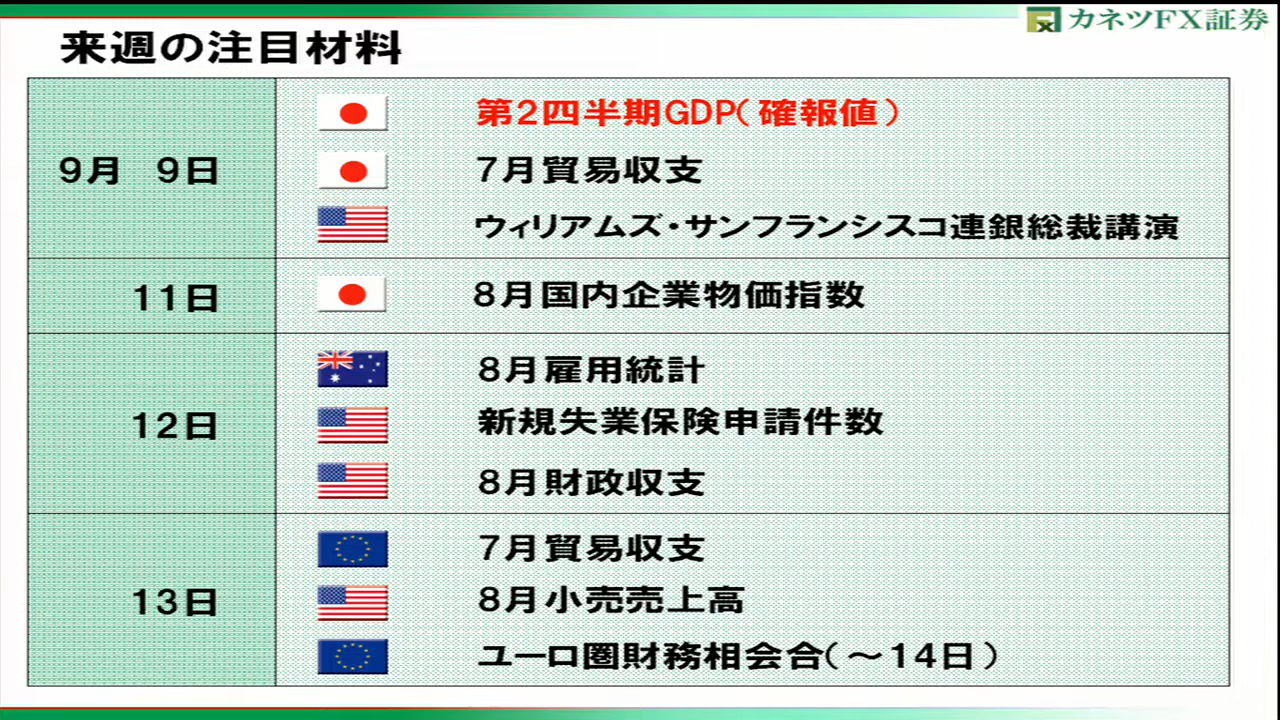 カネツFX証券
来週の注目材料
9月 9日
第2四半期GDP(確報値)
7月貿易収支
ウィリアムズ・サンフランシスコ連銀総裁講演
11日
8月国内企業物価指数
12日
8月雇用統計
新規失業保険申請件数
8月財政収支
13日
7月貿易収支
8月小売売上高
ユーロ圏財務相会合(～14日)